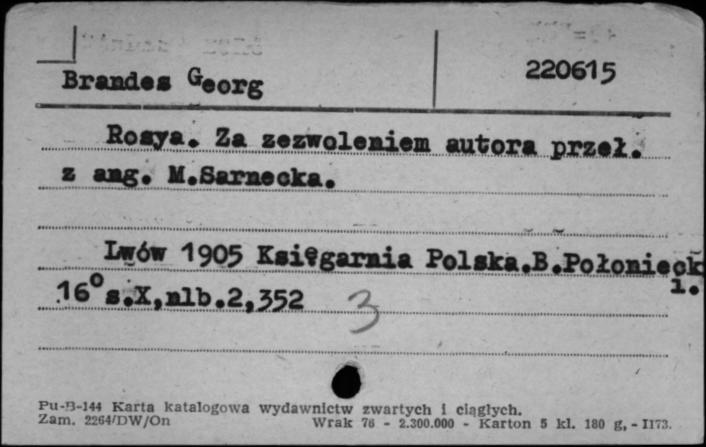 Brandes Georg 220615
Rosya. Za zezwoleniem autora przeł.
z ang. M.Sarnecka.
Lwów 1905 Księgarnia Polska.B.Połonieck
i.
16° s.X,nlb.2,352 3
Pu-B-144 Karta katalogowa wydawnictw zwartych i ciągłych.
Zam. 2264/DW/On Wrak 76 - 2.300.000 - Karton 5 kl. 180 g, - I173.